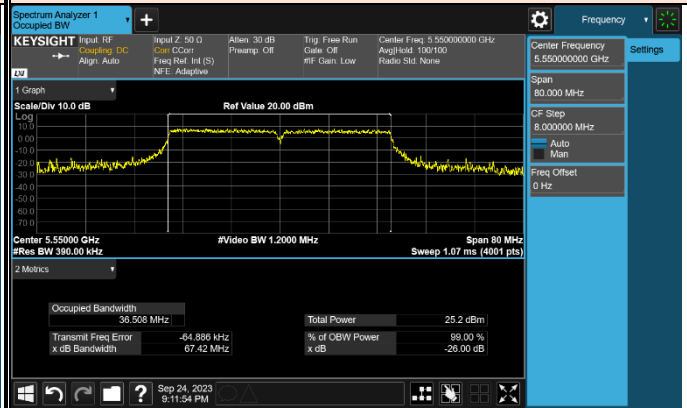 Spectrum Analyzer 1
Occupied BW
+
Frequency
KEYSIGHT
Input: RF
Coupling: DC
Align: Auto
Input Z: 50 Ω
Corr CCorr
Freq Ref: Int (S)
NFE: Adaptive
Atten: 30 dB
Preamp: Off
Trig: Free Run
Gate: Off
#IF Gain: Low
Center Freq: 5.550000000 GHz
Avg|Hold: 100/100
Radio Std: None
LXI
Center Frequency
5.550000000 GHz
Settings
Span
80.000 MHz
CF Step
8.000000 MHz
Auto
Man
Freq Offset
0 Hz
1 Graph
Scale/Div 10.0 dB
Ref Value 20.00 dBm
Log
10.0
0.00
-10.0
-20.0
-30.0
-40.0
-50.0
-60.0
-70.0
Center 5.55000 GHz
#Video BW 1.2000 MHz
Span 80 MHz
#Res BW 390.00 kHz
Sweep 1.07 ms (4001 pts)
2 Metrics
Occupied Bandwidth
36.508 MHz
Total Power 25.2 dBm
Transmit Freq Error -64.886 kHz
% of OBW Power 99.00 %
x dB Bandwidth 67.42 MHz
x dB -26.00 dB
?
Sep 24, 2023
9:11:54 PM